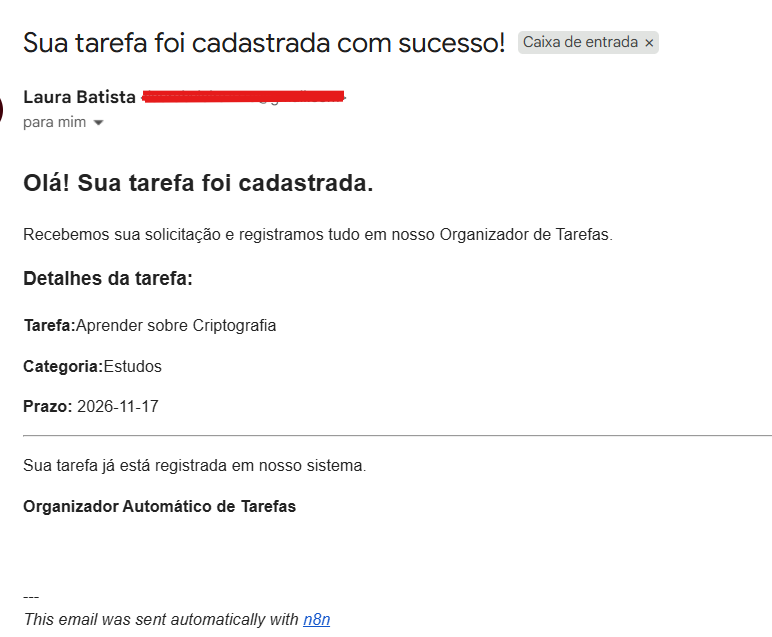 Sua tarefa foi cadastrada com sucesso! Caixa de entrada ×
Laura Batista
para mim
Olá! Sua tarefa foi cadastrada.
Recebemos sua solicitação e registramos tudo em nosso Organizador de Tarefas.
Detalhes da tarefa:
Tarefa:Aprender sobre Criptografia
Categoria:Estudos
Prazo: 2026-11-17
Sua tarefa já está registrada em nosso sistema.
Organizador Automático de Tarefas
---
This email was sent automatically with n8n